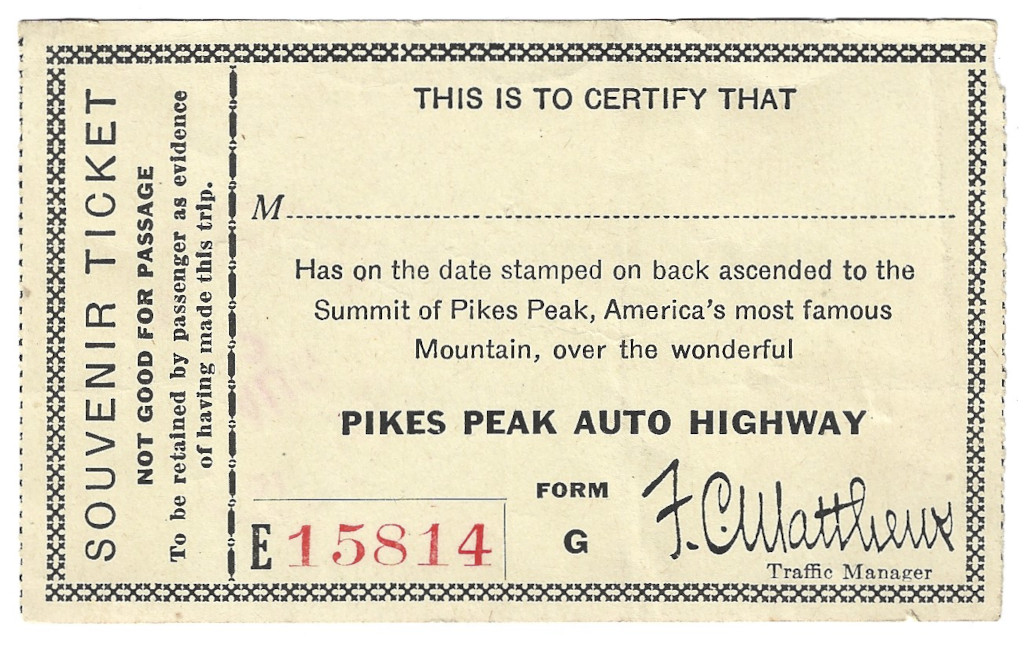 SOUVENIR TICKET
NOT GOOD FOR PASSAGE
To be retained by passenger as evidence
of having made this trip.
THIS IS TO CERTIFY THAT
M
Has on the date stamped on back ascended to the
Summit of Pikes Peak, America's most famous
Mountain, over the wonderful
PIKES PEAK AUTO HIGHWAY
E 15814
FORM
G
F. C. Matthews
Traffic Manager